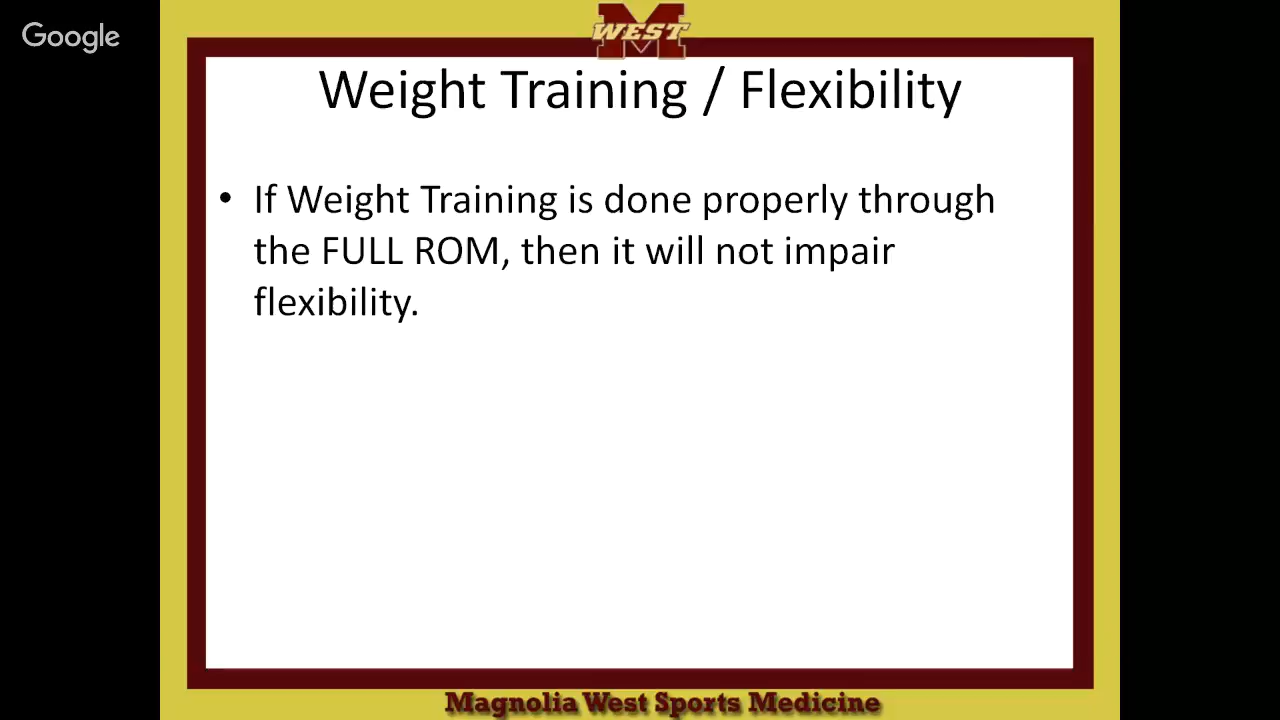 Google
M
WEST
Weight Training / Flexibility
• If Weight Training is done properly through
the FULL ROM, then it will not impair
flexibility.
Magnolia West Sports Medicine